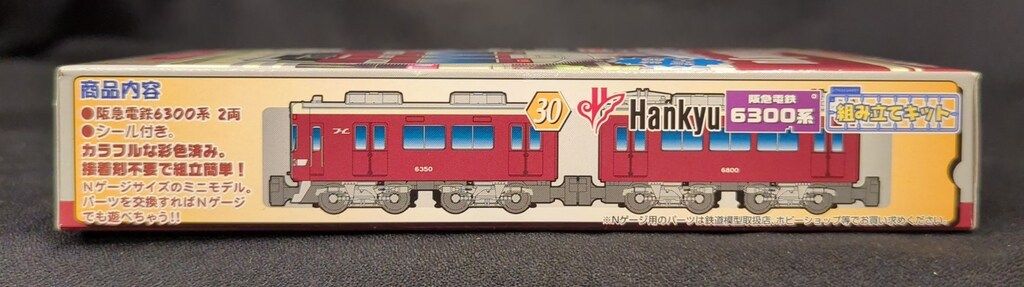 商品内容
●阪急電鉄6300系 2両
●シール付き。
カラフルな彩色済み。
接着剤不要で組立簡単！
Nゲージサイズのミニモデル。
パーツを交換すればNゲージ
でも遊べちゃう!!
6350
30
Hankyu
阪急電鉄
6300系
組み立てキット
6800
※Nゲージ用のパーツは鉄道模型取扱店、ホビーショップ等でお買い求めください。